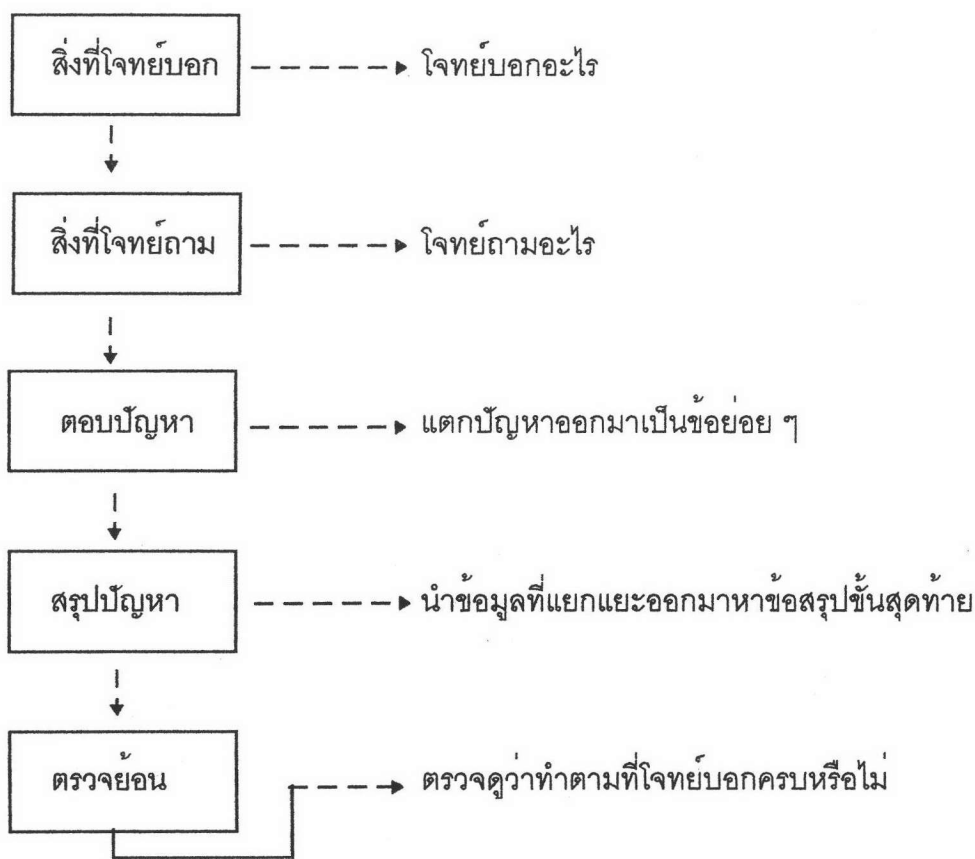 สิ่งที่โจทย์บอก โจทย์บอกอะไร
สิ่งที่โจทย์ถาม โจทย์ถามอะไร
ตอบปัญหา แตกปัญหาออกมาเป็นข้อย่อย ๆ
สรุปปัญหา นำข้อมูลที่แยกแยะออกมาหาข้อสรุปขั้นสุดท้าย
ตรวจย้อน ตรวจดูว่าทำตามที่โจทย์บอกครบหรือไม่